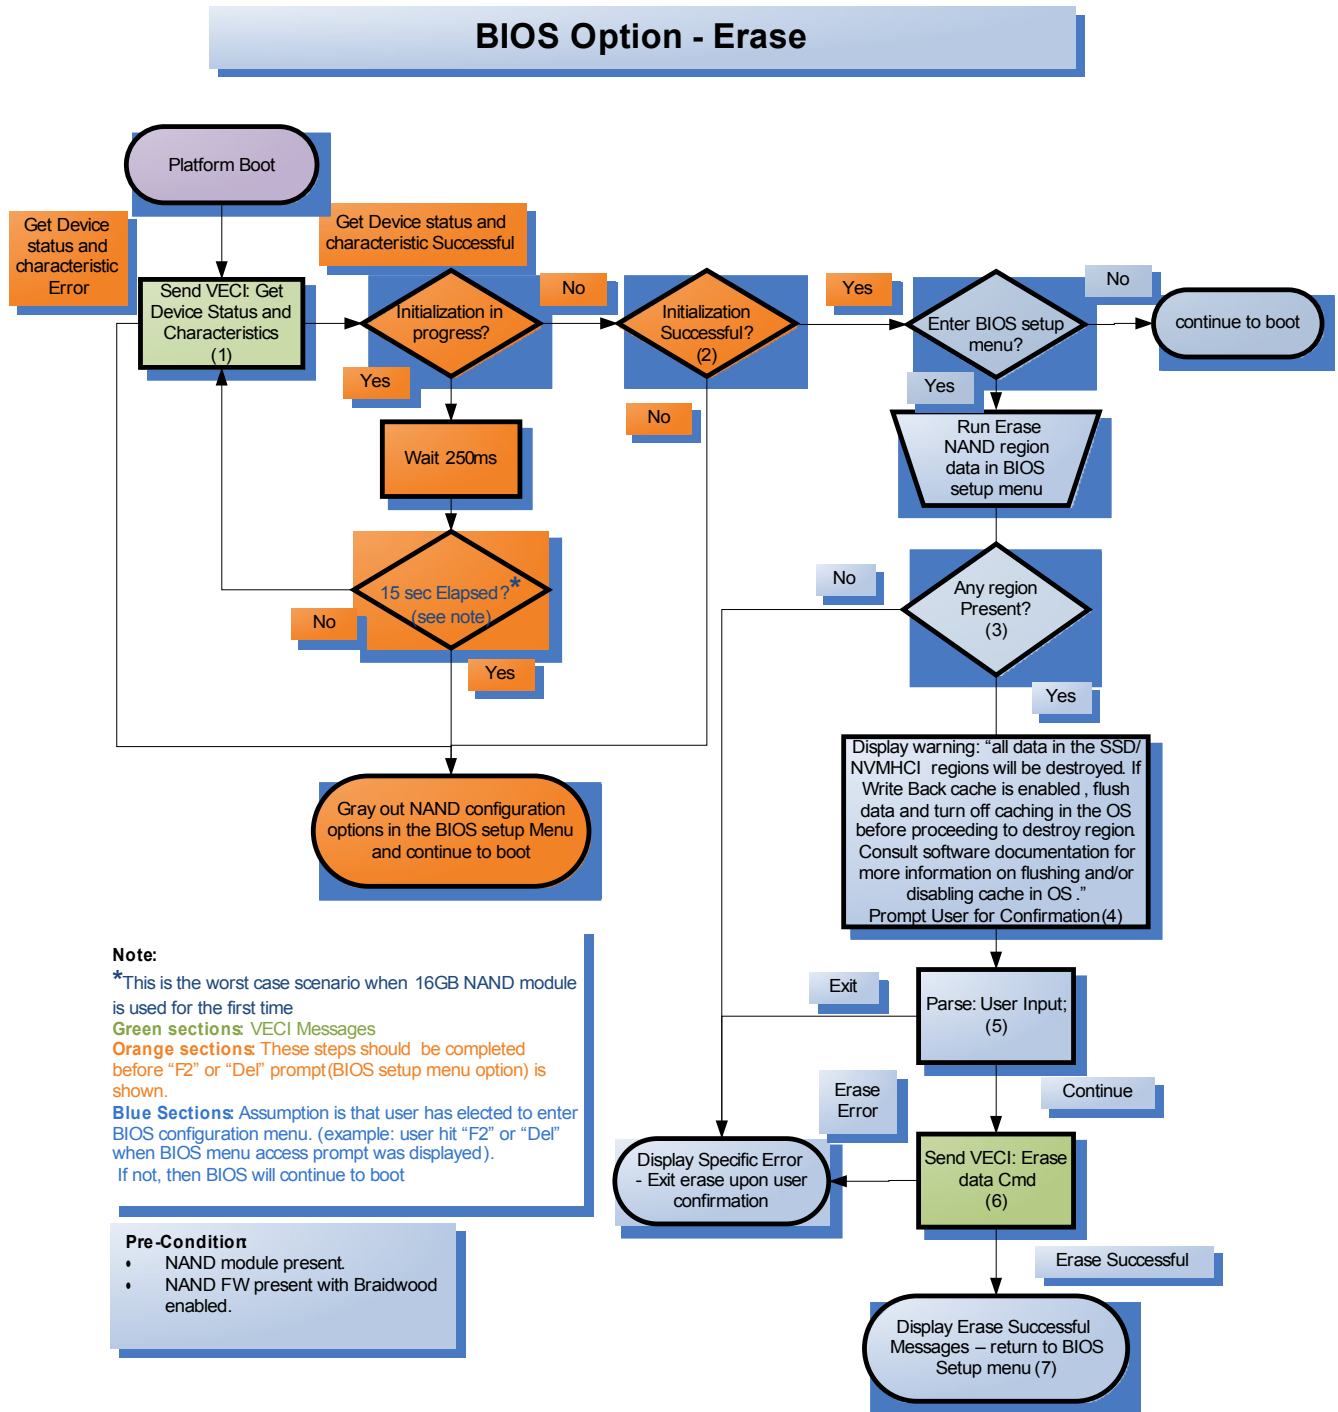 BIOS Option - Erase
Platform Boot
Get Device
status and
characteristic
Error
Get Device status and
characteristic Successful
Send VECI: Get
Device Status and
Characteristics
(1)
Initialization in
progress?
No
Initialization
Successful?
(2)
Yes
Enter BIOS setup
menu?
No
continue to boot
Yes
No
Yes
Wait 250ms
Run Erase
NAND region
data in BIOS
setup menu
15 sec Elapsed?*
(see note)
No
Yes
No
Any region
Present?
(3)
Yes
Gray out NAND configuration
options in the BIOS setup Menu
and continue to boot
Display warning: “all data in the SSD/
NVMHCI regions will be destroyed. If
Write Back cache is enabled , flush
data and turn off caching in the OS
before proceeding to destroy region.
Consult software documentation for
more information on flushing and/or
disabling cache in OS .”
Prompt User for Confirmation(4)
Exit
Parse: User Input;
(5)
Erase
Error
Continue
Display Specific Error
- Exit erase upon user
confirmation
Send VECI: Erase
data Cmd
(6)
Erase Successful
Display Erase Successful
Messages – return to BIOS
Setup menu (7)
Note:
*This is the worst case scenario when 16GB NAND module
is used for the first time
Green sections: VECI Messages
Orange sections: These steps should be completed
before “F2” or “Del” prompt(BIOS setup menu option) is
shown.
Blue Sections: Assumption is that user has elected to enter
BIOS configuration menu. (example: user hit “F2” or “Del”
when BIOS menu access prompt was displayed).
If not, then BIOS will continue to boot
Pre-Condition:
• NAND module present.
• NAND FW present with Braidwood
enabled.